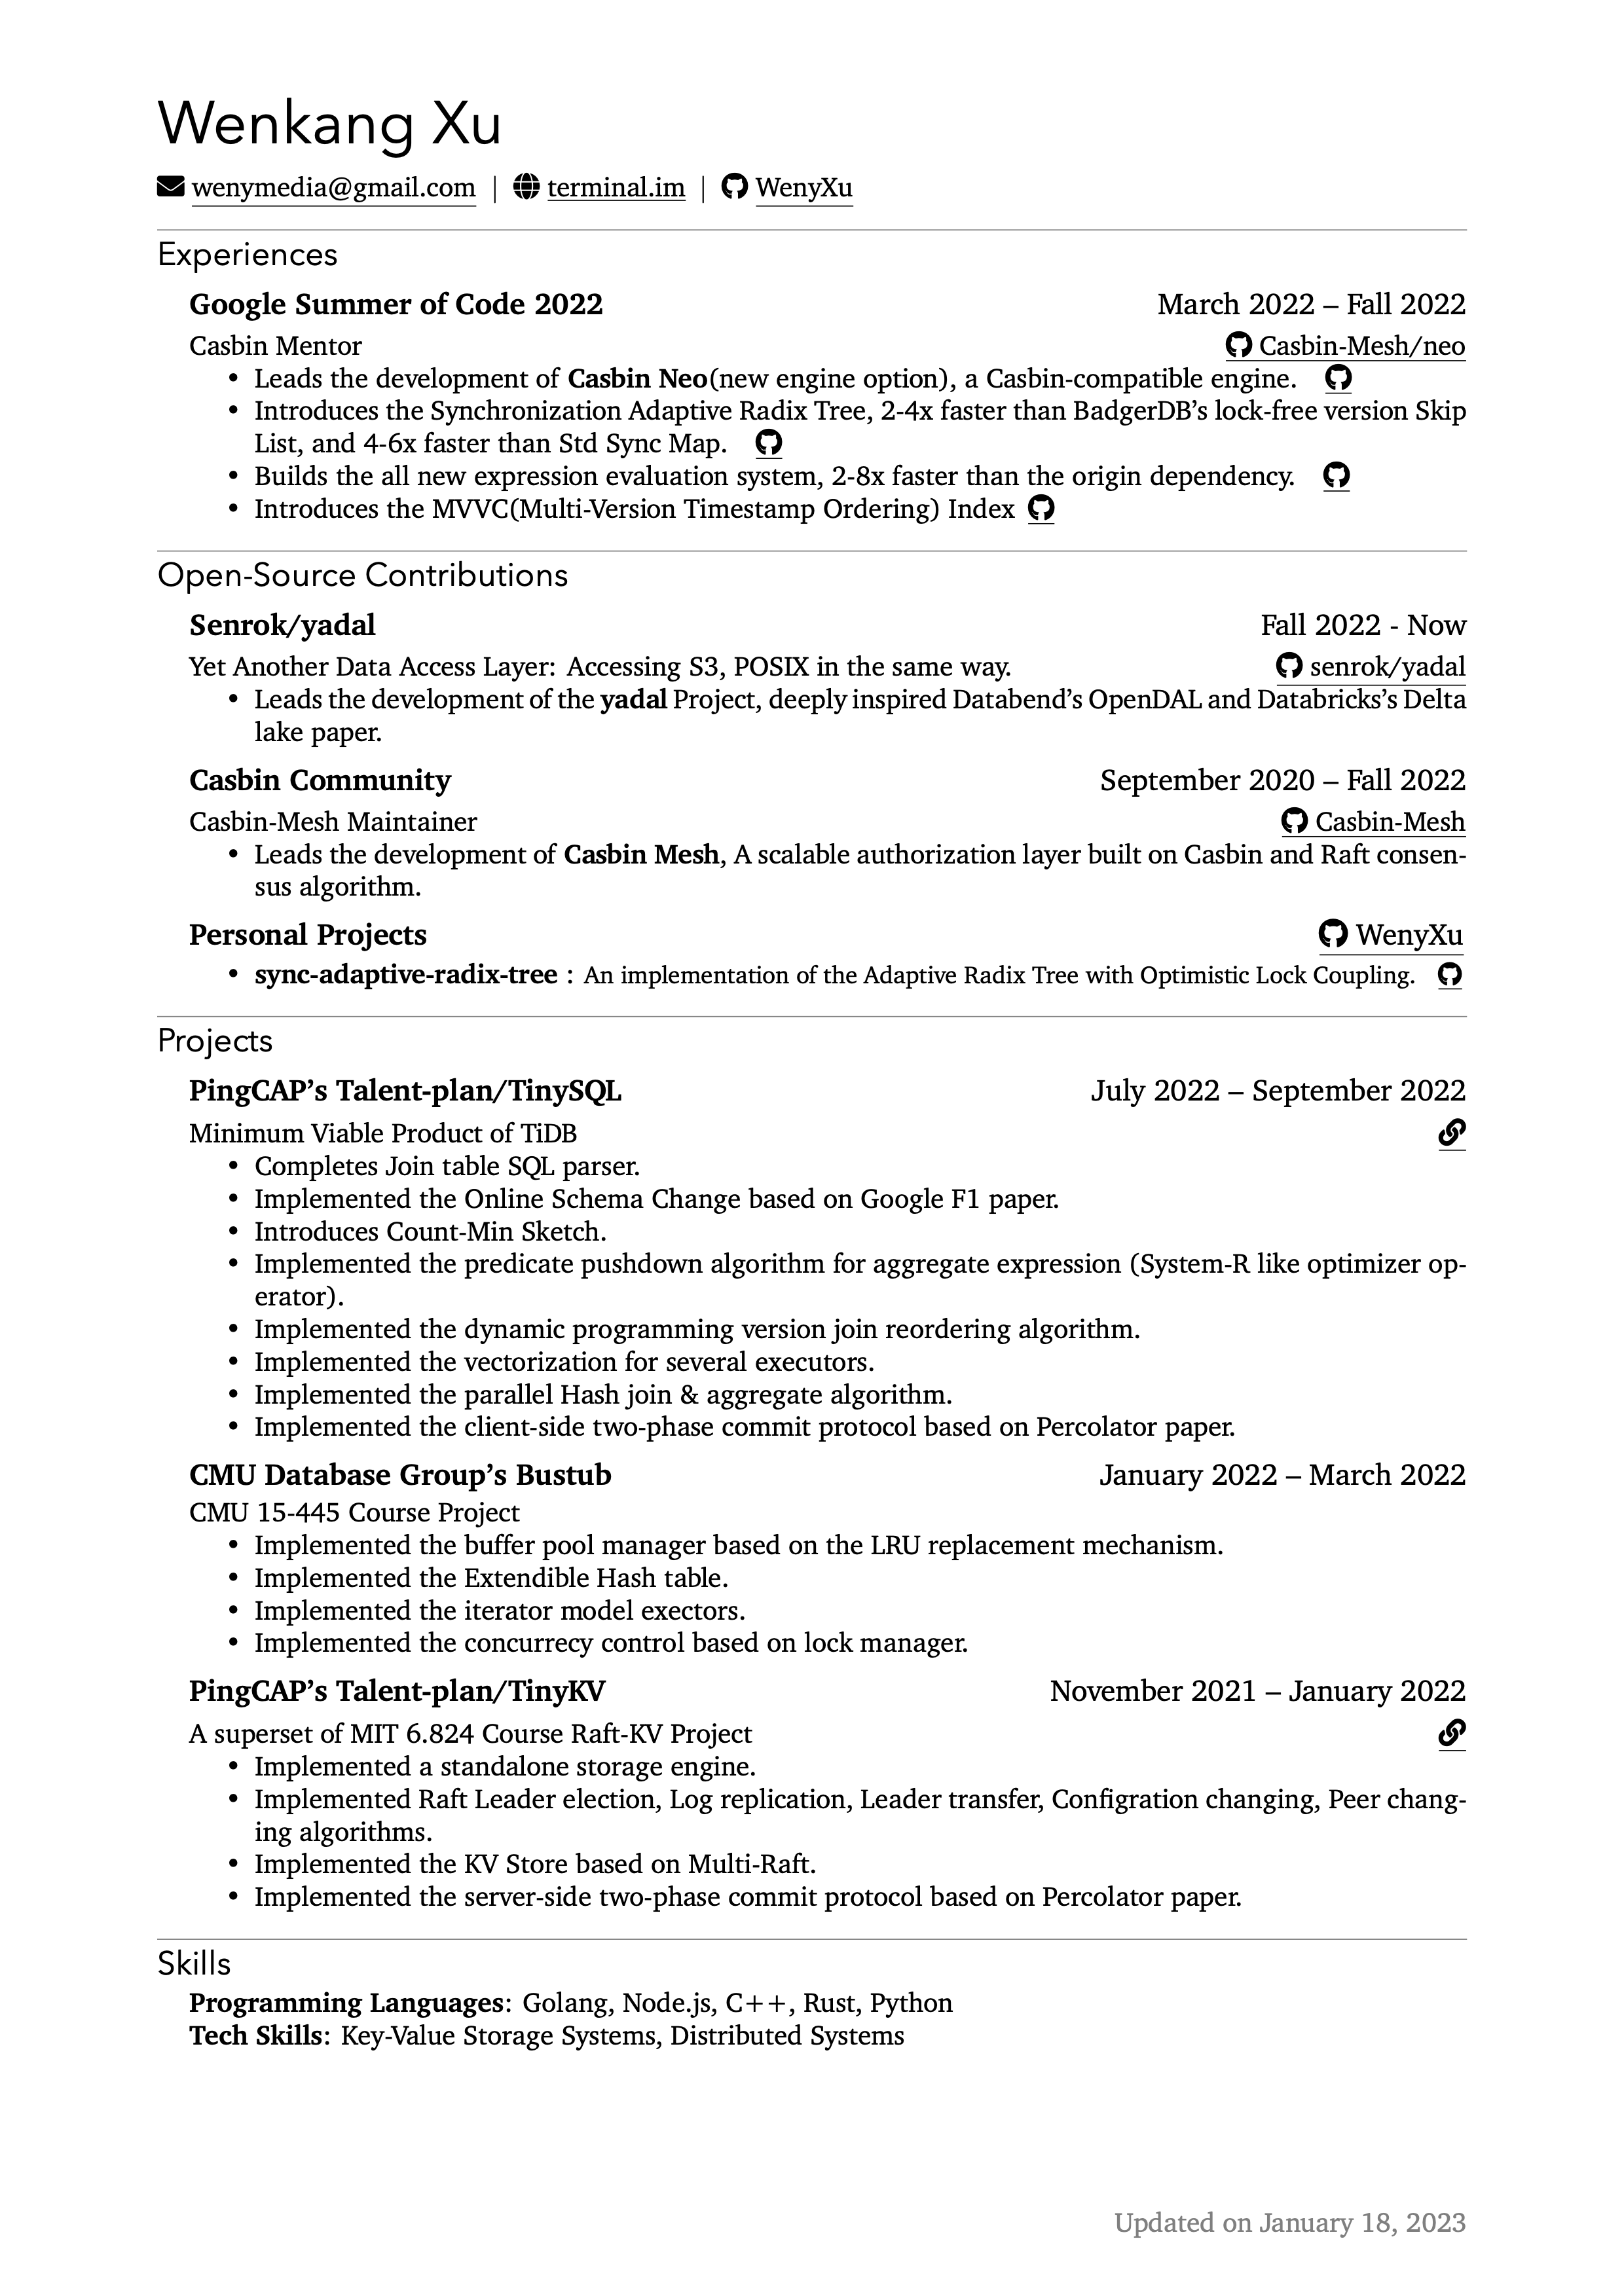 Wenkang Xu
wenymedia@gmail.com | terminal.im | WenyXu
Experiences
Google Summer of Code 2022 March 2022 – Fall 2022
Casbin Mentor Casbin-Mesh/neo
• Leads the development of Casbin Neo(new engine option), a Casbin-compatible engine.
• Introduces the Synchronization Adaptive Radix Tree, 2-4x faster than BadgerDB's lock-free version Skip
List, and 4-6x faster than Std Sync Map.
• Builds the all new expression evaluation system, 2-8x faster than the origin dependency.
• Introduces the MVVC(Multi-Version Timestamp Ordering) Index
Open-Source Contributions
Senrok/yadal Fall 2022 - Now
Yet Another Data Access Layer: Accessing S3, POSIX in the same way. senrok/yadal
• Leads the development of the yadal Project, deeply inspired Databend's OpenDAL and Databricks's Delta
lake paper.
Casbin Community September 2020 – Fall 2022
Casbin-Mesh Maintainer Casbin-Mesh
• Leads the development of Casbin Mesh, A scalable authorization layer built on Casbin and Raft consen-
sus algorithm.
Personal Projects WenyXu
• sync-adaptive-radix-tree : An implementation of the Adaptive Radix Tree with Optimistic Lock Coupling.
Projects
PingCAP's Talent-plan/TinySQL July 2022 – September 2022
Minimum Viable Product of TiDB
• Completes Join table SQL parser.
• Implemented the Online Schema Change based on Google F1 paper.
• Introduces Count-Min Sketch.
• Implemented the predicate pushdown algorithm for aggregate expression (System-R like optimizer op-
erator).
• Implemented the dynamic programming version join reordering algorithm.
• Implemented the vectorization for several executors.
• Implemented the parallel Hash join & aggregate algorithm.
• Implemented the client-side two-phase commit protocol based on Percolator paper.
CMU Database Group's Bustub January 2022 – March 2022
CMU 15-445 Course Project
• Implemented the buffer pool manager based on the LRU replacement mechanism.
• Implemented the Extendible Hash table.
• Implemented the iterator model exectors.
• Implemented the concurrecy control based on lock manager.
PingCAP's Talent-plan/TinyKV November 2021 – January 2022
A superset of MIT 6.824 Course Raft-KV Project
• Implemented a standalone storage engine.
• Implemented Raft Leader election, Log replication, Leader transfer, Configration changing, Peer chang-
ing algorithms.
• Implemented the KV Store based on Multi-Raft.
• Implemented the server-side two-phase commit protocol based on Percolator paper.
Skills
Programming Languages: Golang, Node.js, C++, Rust, Python
Tech Skills: Key-Value Storage Systems, Distributed Systems
Updated on January 18, 2023